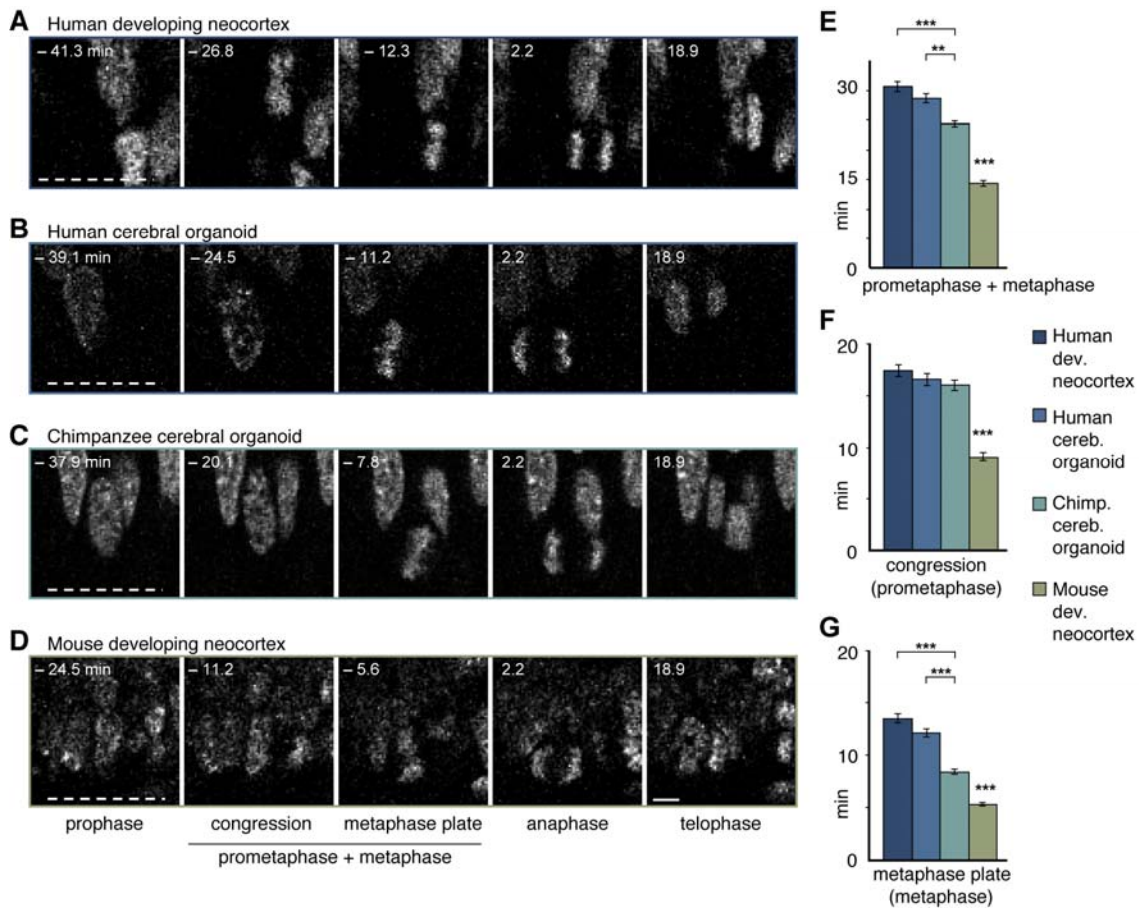 A Human developing neocortex
– 41.3 min – 26.8 – 12.3 2.2 18.9
B Human cerebral organoid
– 39.1 min – 24.5 – 11.2 2.2 18.9
C Chimpanzee cerebral organoid
– 37.9 min – 20.1 – 7.8 2.2 18.9
D Mouse developing neocortex
– 24.5 min – 11.2 – 5.6 2.2 18.9
prophase congression metaphase plate anaphase telophase
prometaphase + metaphase
E
***
**
30
***
15
min
0
prometaphase + metaphase
F
20
***
10
min
0
congression
(prometaphase)
G
20
***
***
10
***
min
0
metaphase plate
(metaphase)
Human
dev.
neocortex
Human
cereb.
organoid
Chimp.
cereb.
organoid
Mouse
dev.
neocortex